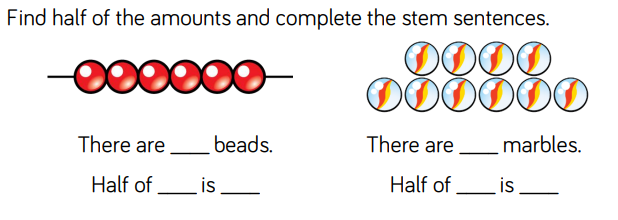 Find half of the amounts and complete the stem sentences.
There are ____ beads.
Half of ____ is ____
There are ____ marbles.
Half of ____ is ____